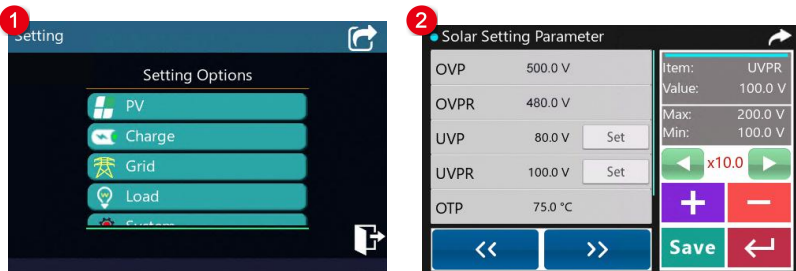 1
Setting
Setting Options
PV
Charge
Grid
Load
System
2
Solar Setting Parameter
OVP 500.0 V
OVPR 480.0 V
UVP 80.0 V Set
UVPR 100.0 V Set
OTP 75.0 °C
<< >>
Item: UVPR
Value: 100.0 V
Max: 200.0 V
Min: 100.0 V
x10.0
+ −
Save